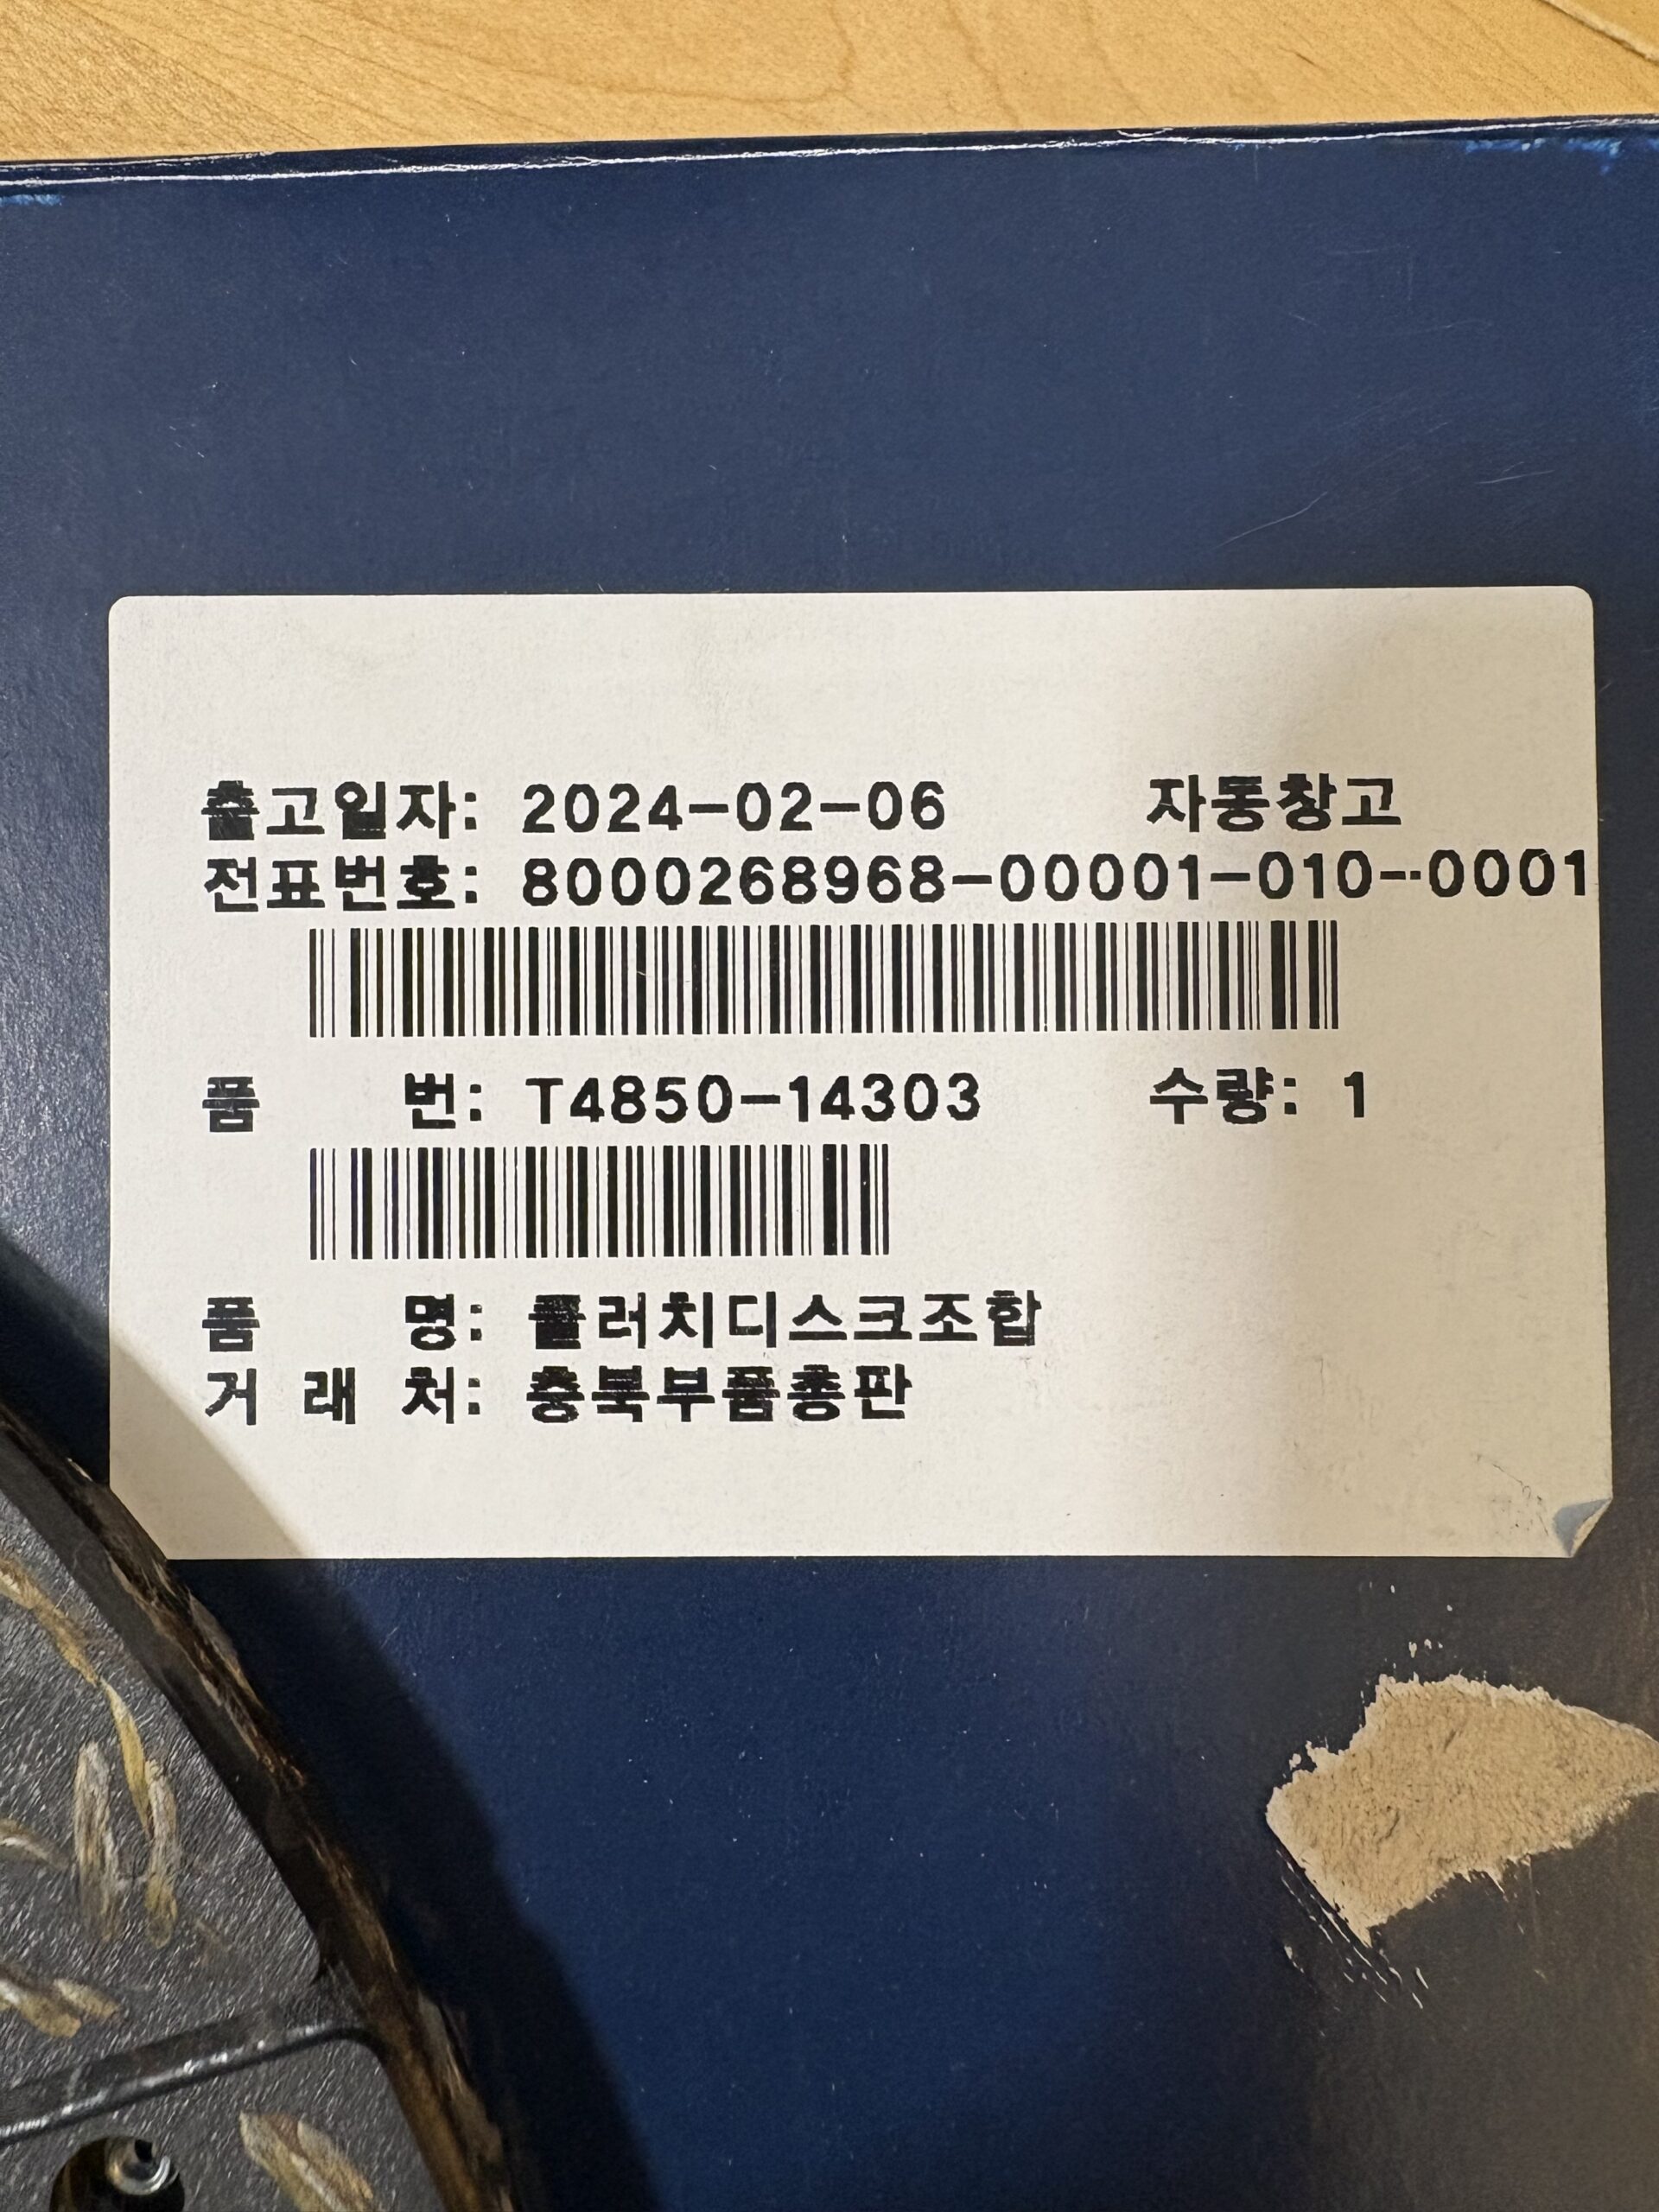 출고일자: 2024-02-06 자동창고
전표번호: 8000268968-00001-010-0001
품 번: T4850-14303 수량: 1
품 명: 클러치디스크조합
거 래 처: 충북부품총판